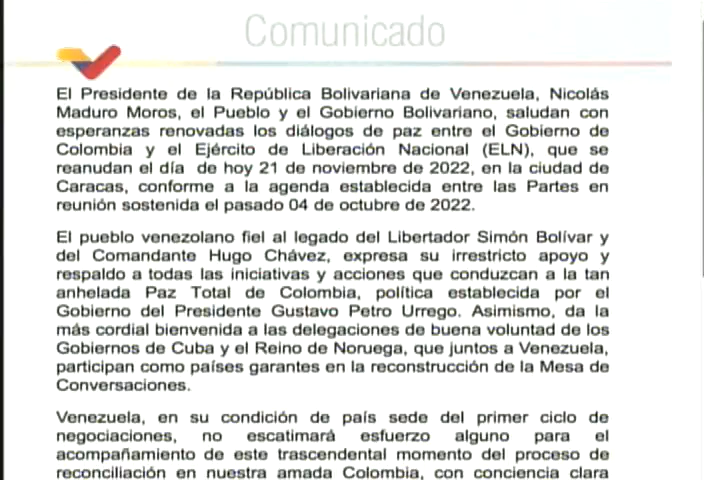 Comunicado
El Presidente de la República Bolivariana de Venezuela, Nicolás
Maduro Moros, el Pueblo y el Gobierno Bolivariano, saludan con
esperanzas renovadas los diálogos de paz entre el Gobierno de
Colombia y el Ejército de Liberación Nacional (ELN), que se
reanudan el día de hoy 21 de noviembre de 2022, en la ciudad de
Caracas, conforme a la agenda establecida entre las Partes en
reunión sostenida el pasado 04 de octubre de 2022.
El pueblo venezolano fiel al legado del Libertador Simón Bolívar y
del Comandante Hugo Chávez, expresa su irrestricto apoyo y
respaldo a todas las iniciativas y acciones que conduzcan a la tan
anhelada Paz Total de Colombia, política establecida por el
Gobierno del Presidente Gustavo Petro Urrego. Asimismo, da la
más cordial bienvenida a las delegaciones de buena voluntad de los
Gobiernos de Cuba y el Reino de Noruega, que juntos a Venezuela,
participan como países garantes en la reconstrucción de la Mesa de
Conversaciones.
Venezuela, en su condición de país sede del primer ciclo de
negociaciones, no escatimará esfuerzo alguno para el
acompañamiento de este trascendental momento del proceso de
reconciliación en nuestra amada Colombia, con conciencia clara